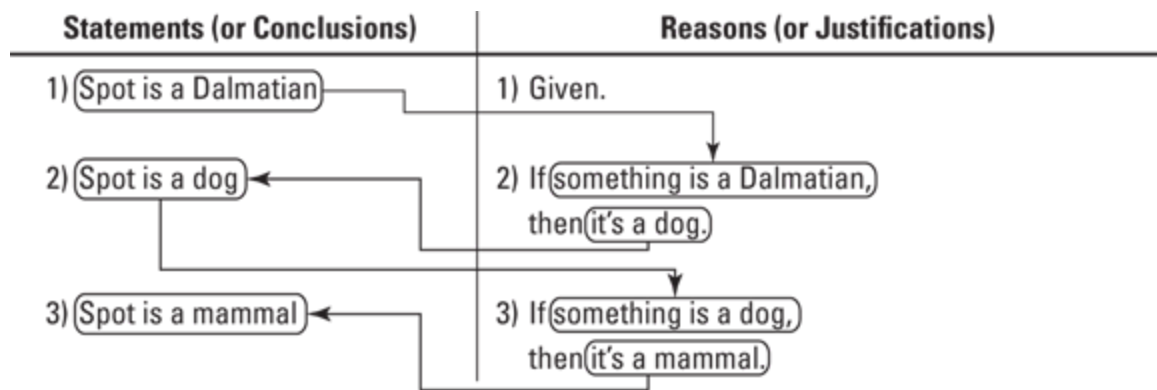 Statements (or Conclusions) Reasons (or Justifications)
1) Spot is a Dalmatian 1) Given.
2) Spot is a dog 2) If something is a Dalmatian,
then it's a dog.
3) Spot is a mammal 3) If something is a dog,
then it's a mammal.